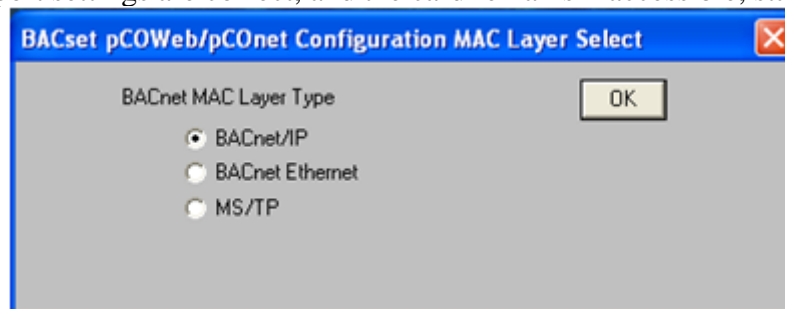 BACset pCOWeb/pCOnet Configuration MAC Layer Select
BACnet MAC Layer Type
OK
BACnet/IP
BACnet Ethernet
MS/TP